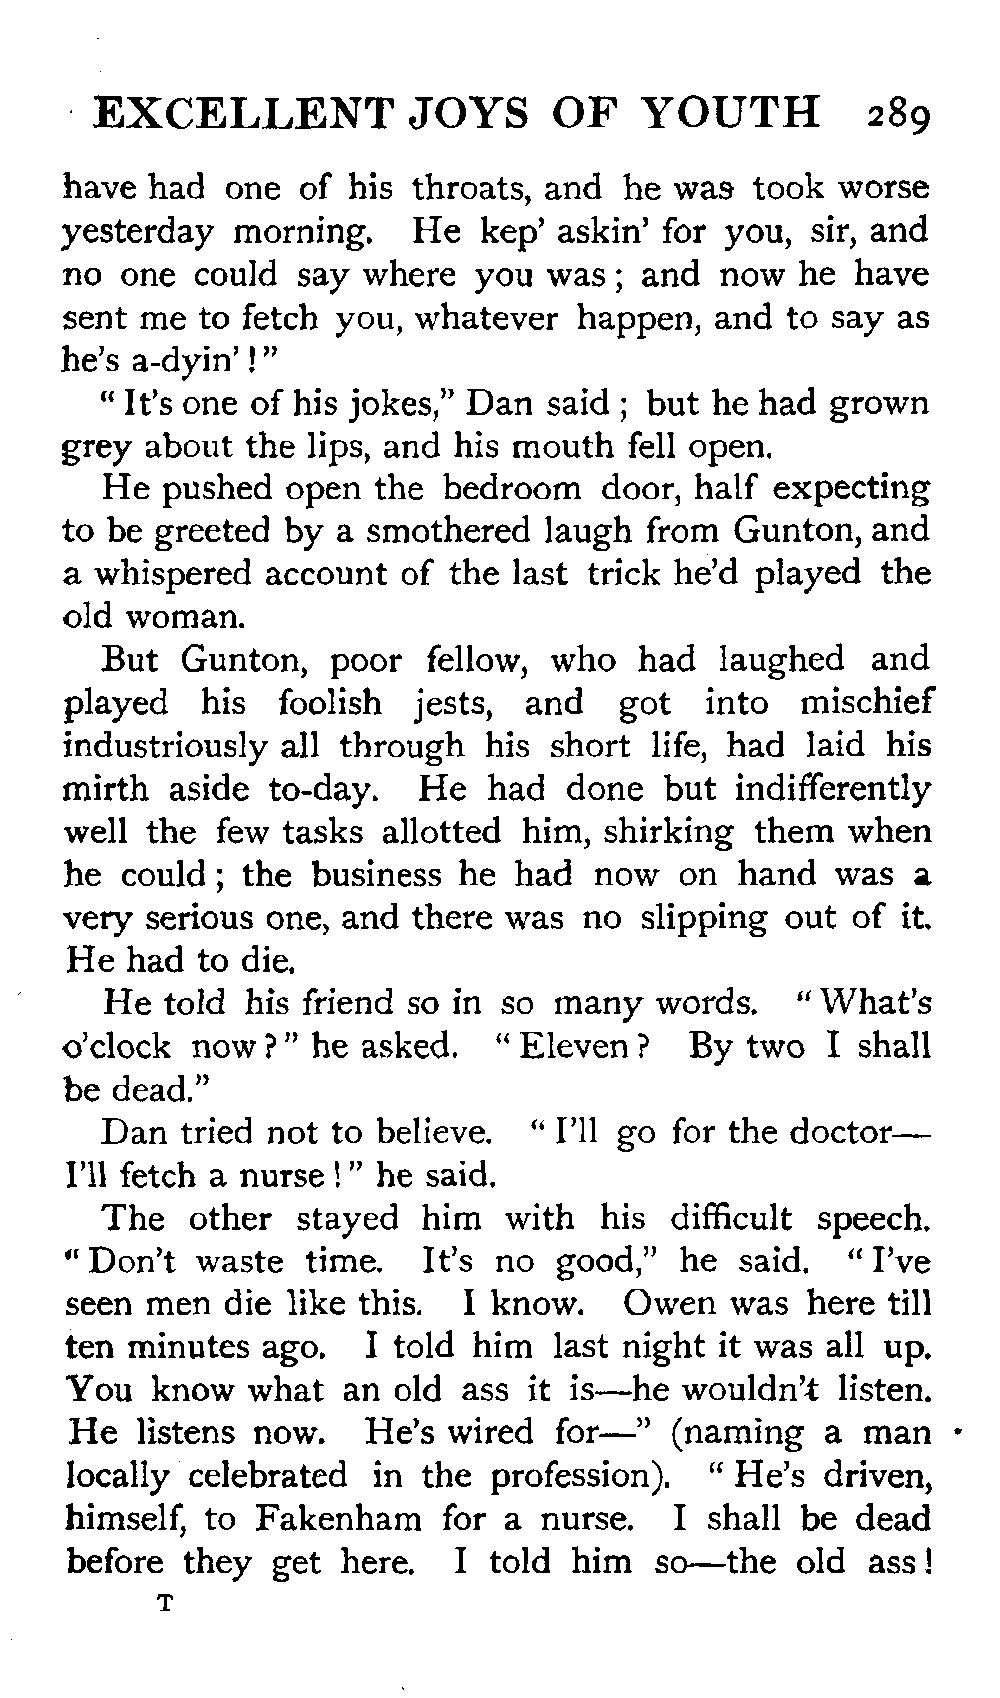 EXCELLENT JOYS OF YOUTH 289
have had one of his throats, and he was took worse
yesterday morning. He kep' askin' for you, sir, and
no one could say where you was ; and now he have
sent me to fetch you, whatever happen, and to say as
he's a-dyin' ! "
" It's one of his jokes," Dan said ; but he had grown
grey about the lips, and his mouth fell open.
He pushed open the bedroom door, half expecting
to be greeted by a smothered laugh from Gunton, and
a whispered account of the last trick he'd played the
old woman.
But Gunton, poor fellow, who had laughed and
played his foolish jests, and got into mischief
industriously all through his short life, had laid his
mirth aside to-day. He had done but indifferently
well the few tasks allotted him, shirking them when
he could ; the business he had now on hand was a
very serious one, and there was no slipping out of it.
He had to die.
He told his friend so in so many words. " What's
o'clock now ? " he asked. " Eleven ? By two I shall
be dead."
Dan tried not to believe. " I'll go for the doctor—
I'll fetch a nurse ! " he said.
The other stayed him with his difficult speech.
" Don't waste time. It's no good," he said. " I've
seen men die like this. I know. Owen was here till
ten minutes ago. I told him last night it was all up.
You know what an old ass it is—he wouldn't listen.
He listens now. He's wired for—" (naming a man
locally celebrated in the profession). " He's driven,
himself, to Fakenham for a nurse. I shall be dead
before they get here. I told him so—the old ass !
T